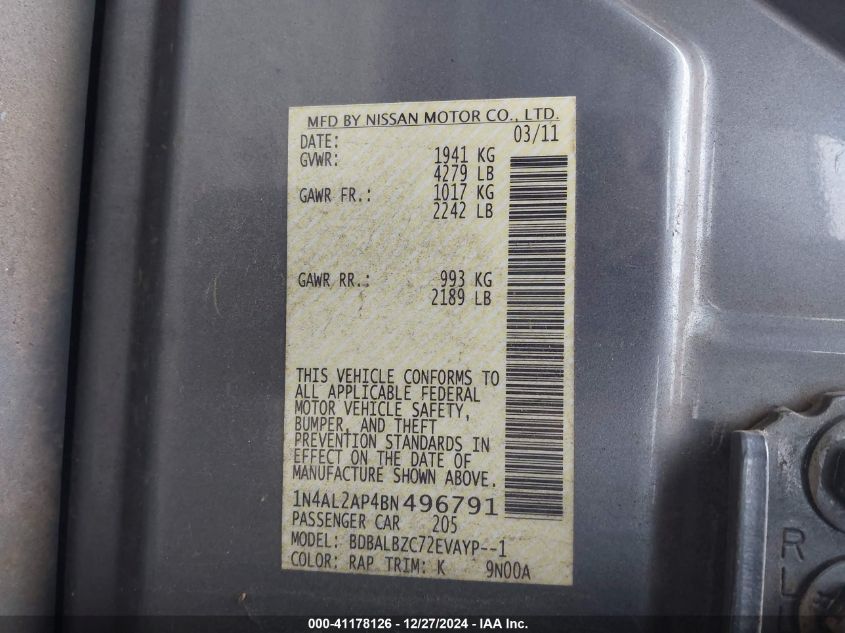 MFD BY NISSAN MOTOR CO., LTD.
DATE: 03/11
GVWR: 1941 KG
4279 LB
GAWR FR.: 1017 KG
2242 LB
GAWR RR.: 993 KG
2189 LB
THIS VEHICLE CONFORMS TO
ALL APPLICABLE FEDERAL
MOTOR VEHICLE SAFETY,
BUMPER, AND THEFT
PREVENTION STANDARDS IN
EFFECT ON THE DATE OF
MANUFACTURE SHOWN ABOVE.
1N4AL2AP4BN496791
PASSENGER CAR 205
MODEL: BDBALBZC72EVAYP--1
COLOR: RAP TRIM: K 9N00A
R
L
000-41178126 • 12/27/2024 - IAA Inc.